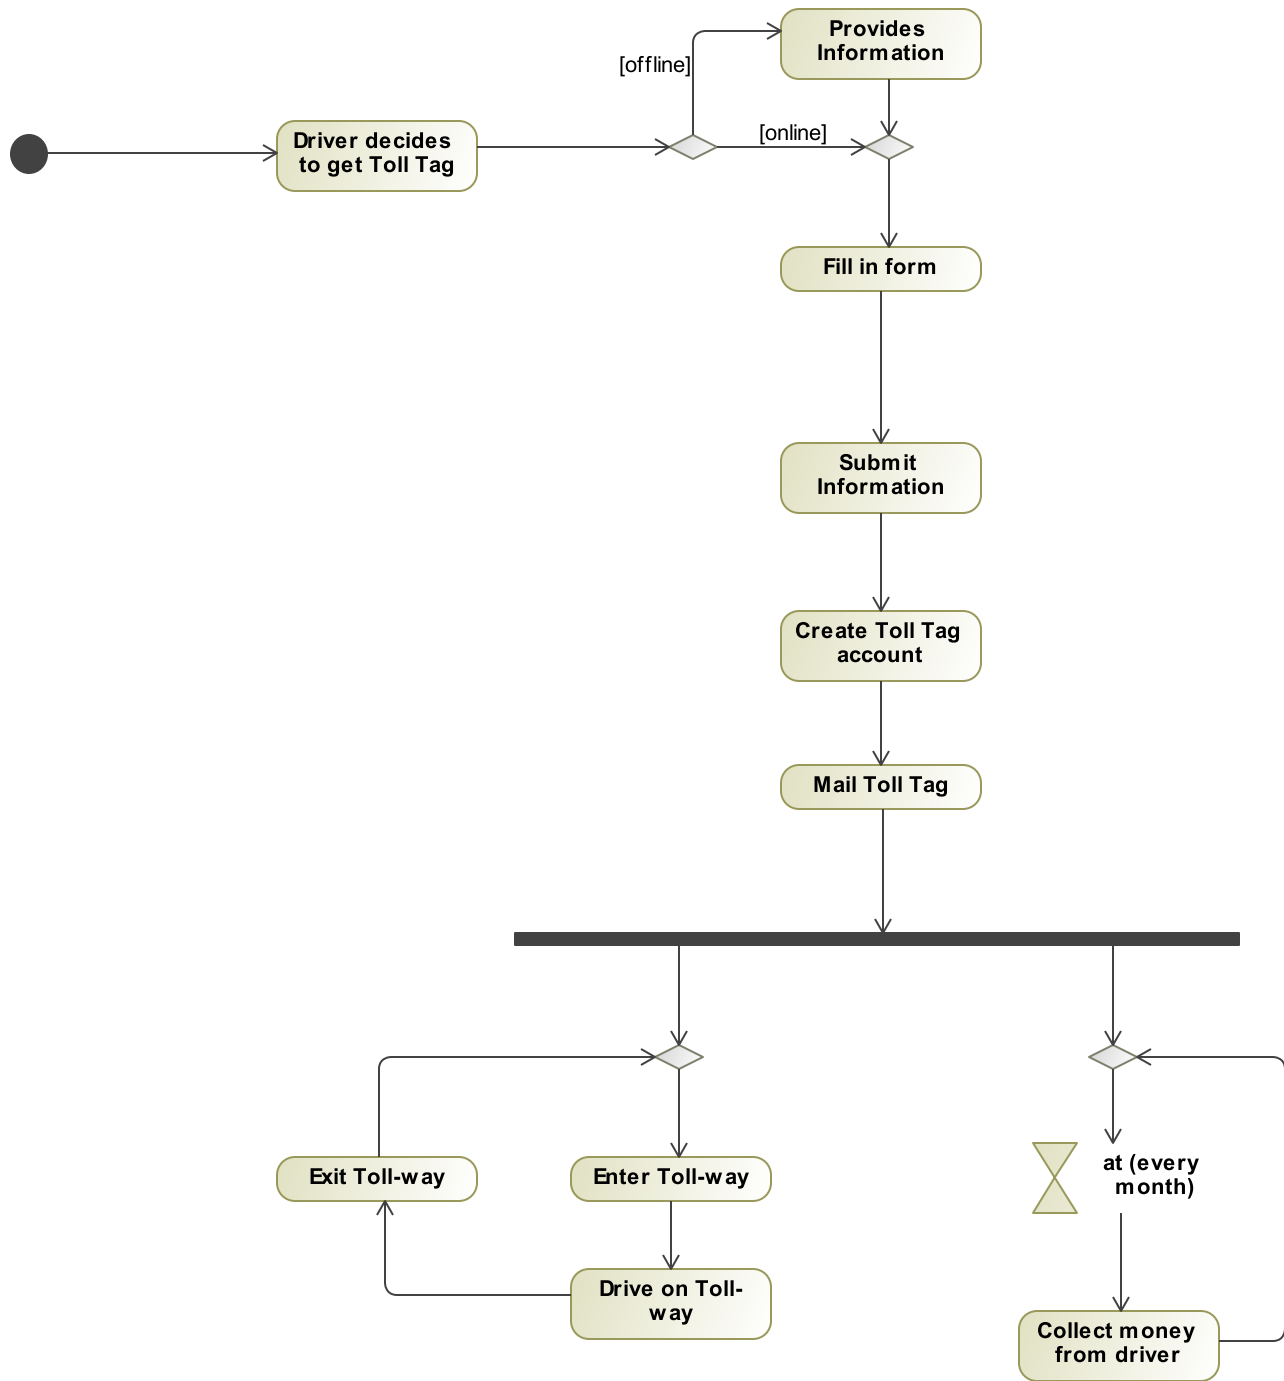 Provides
Information
[offline]
[online]
Driver decides
to get Toll Tag
Fill in form
Submit
Information
Create Toll Tag
account
Mail Toll Tag
Exit Toll-way
Enter Toll-way
at (every
month)
Drive on Toll-
way
Collect money
from driver